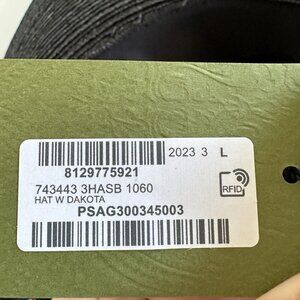 2023 3 L
8129775921
743443 3HASB 1060
RFID
HAT W DAKOTA
PSAG300345003